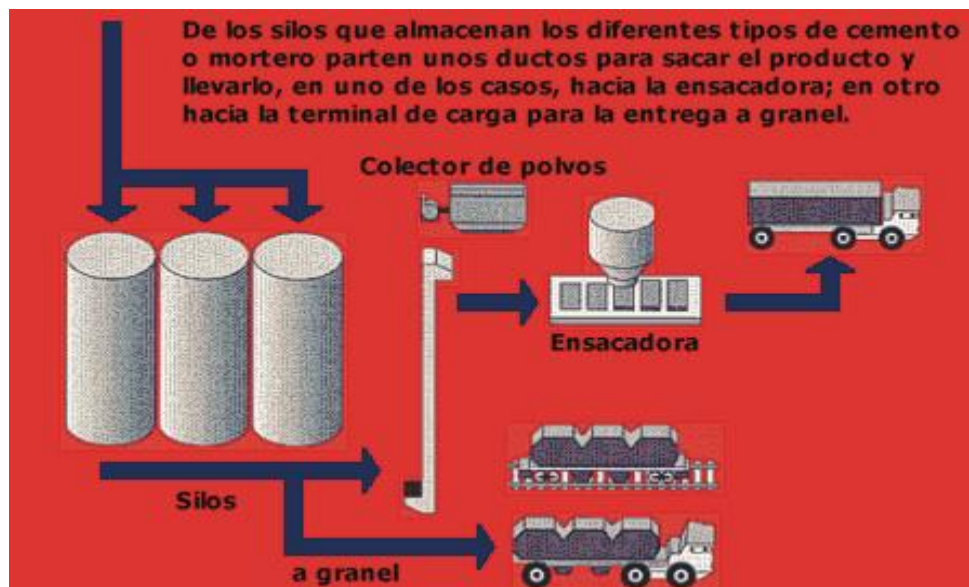 De los silos que almacenan los diferentes tipos de cemento
o mortero parten unos ductos para sacar el producto y
llevarlo, en uno de los casos, hacia la ensacadora; en otro
hacia la terminal de carga para la entrega a granel.
Colector de polvos
Ensacadora
Silos
a granel